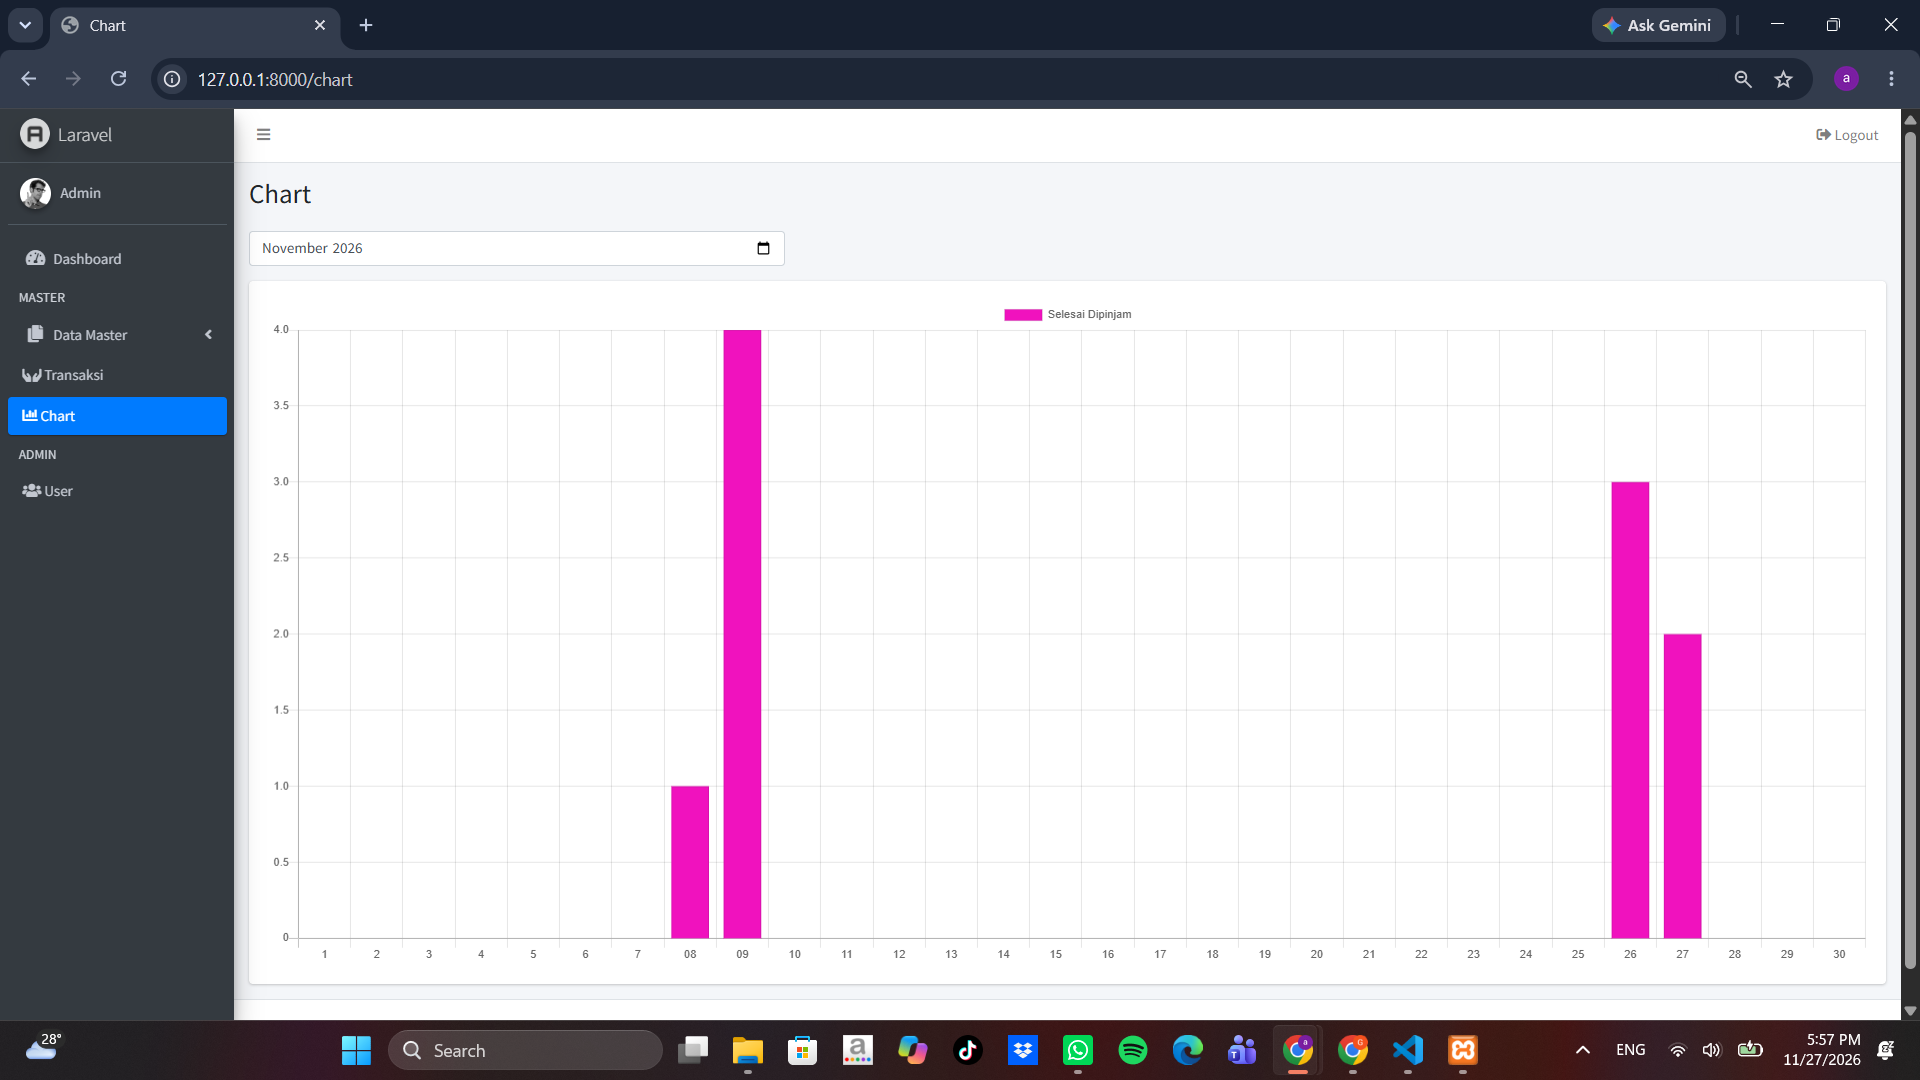 Chart
Ask Gemini
127.0.0.1:8000/chart
a
Laravel
Logout
Admin
Chart
November 2026
Dashboard
MASTER
Data Master
Transaksi
Chart
ADMIN
User
Selesai Dipinjam
4.0
3.5
3.0
2.5
2.0
1.5
1.0
0.5
0
1 2 3 4 5 6 7 08 09 10 11 12 13 14 15 16 17 18 19 20 21 22 23 24 25 26 27 28 29 30
28°
Search
ENG
5:57 PM
11/27/2026